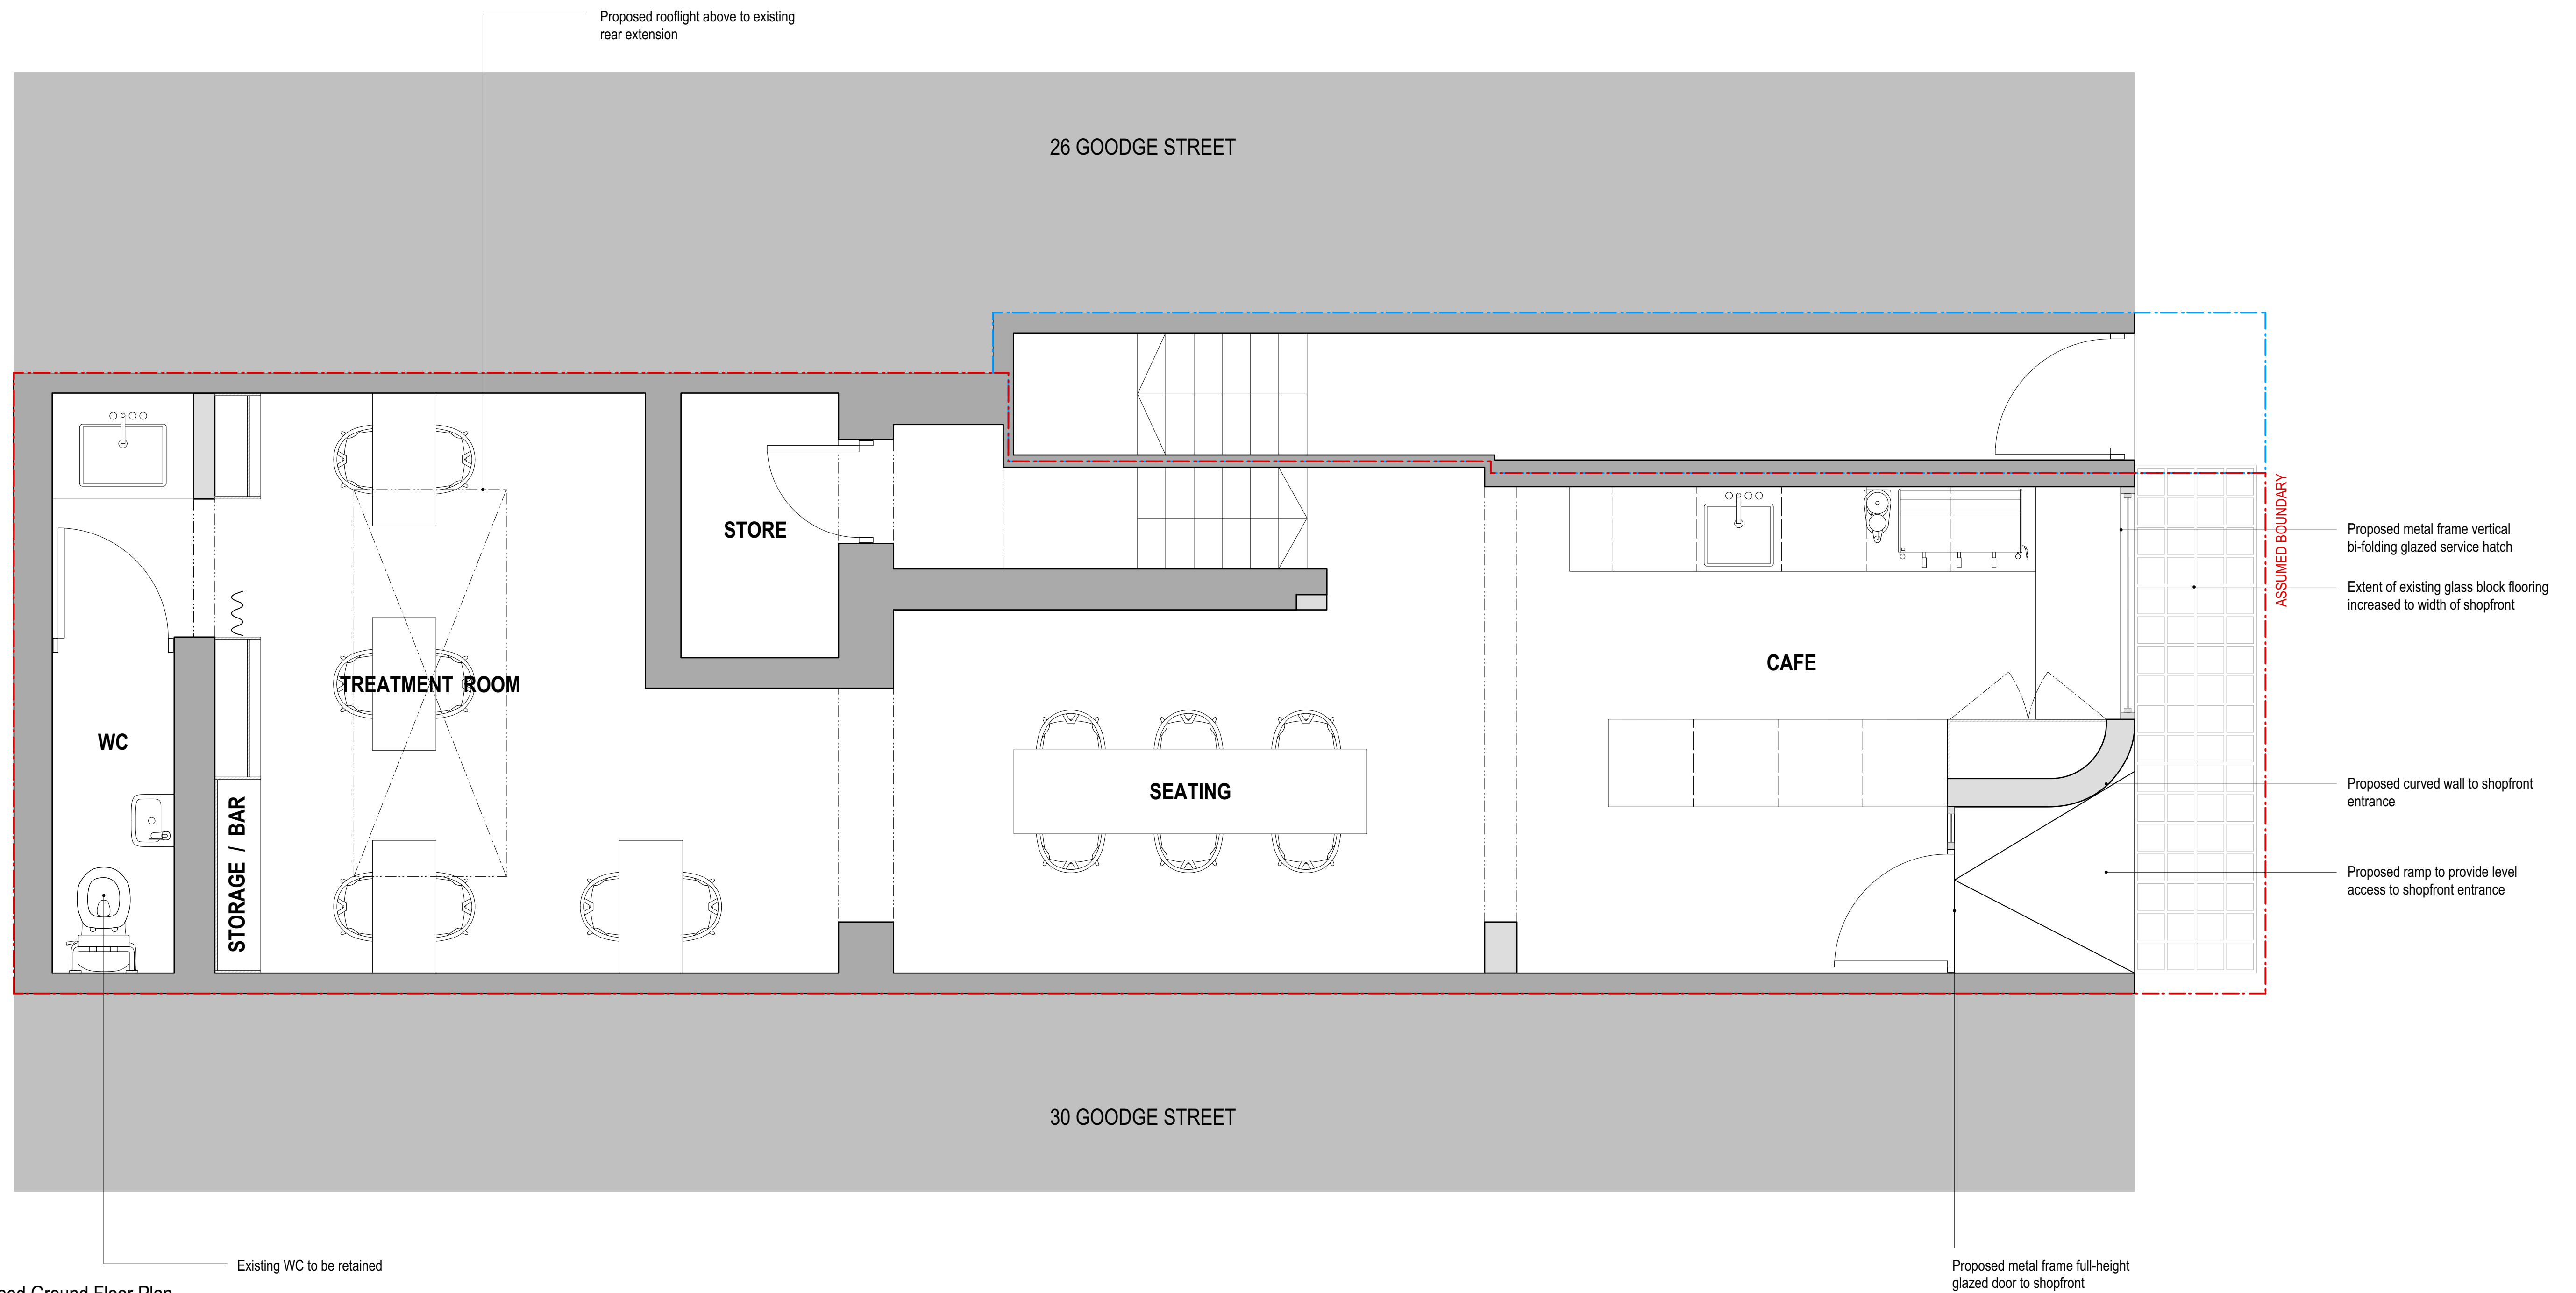 Proposed rooflight above to existing
rear extension
26 GOODGE STREET
ASSUMED BOUNDARY
STORE
Proposed metal frame vertical
bi-folding glazed service hatch
Extent of existing glass block flooring
increased to width of shopfront
CAFE
TREATMENT ROOM
WC
SEATING
Proposed curved wall to shopfront
entrance
STORAGE / BAR
Proposed ramp to provide level
access to shopfront entrance
30 GOODGE STREET
Existing WC to be retained
Proposed metal frame full-height
glazed door to shopfront
Ground Floor Plan